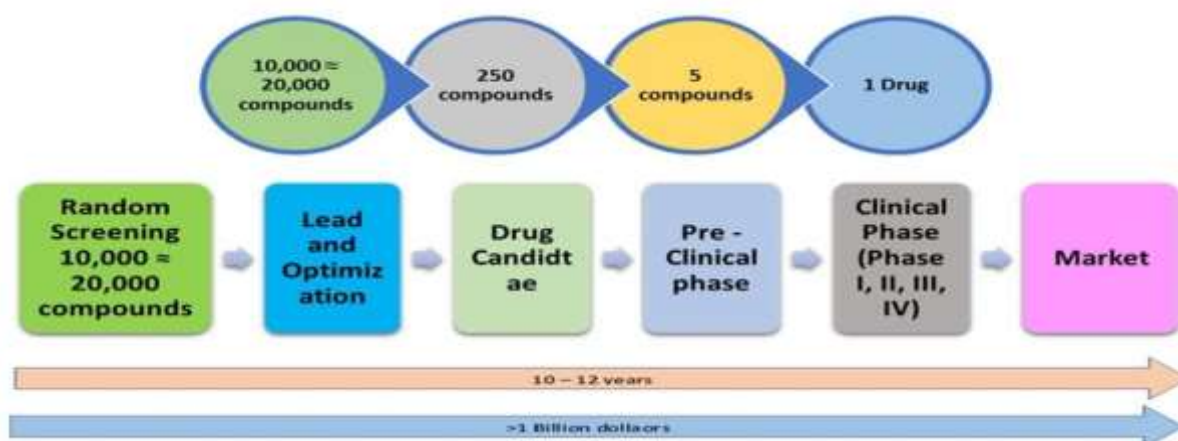 10,000 ≈
20,000
compounds
250
compounds
5
compounds
1 Drug
Random
Screening
10,000 ≈
20,000
compounds
Lead
and
Optimiz
ation
Drug
Candidt
ae
Pre -
Clinical
phase
Clinical
Phase
(Phase
I, II, III,
IV)
Market
10 – 12 years
>1 Billion dollaors